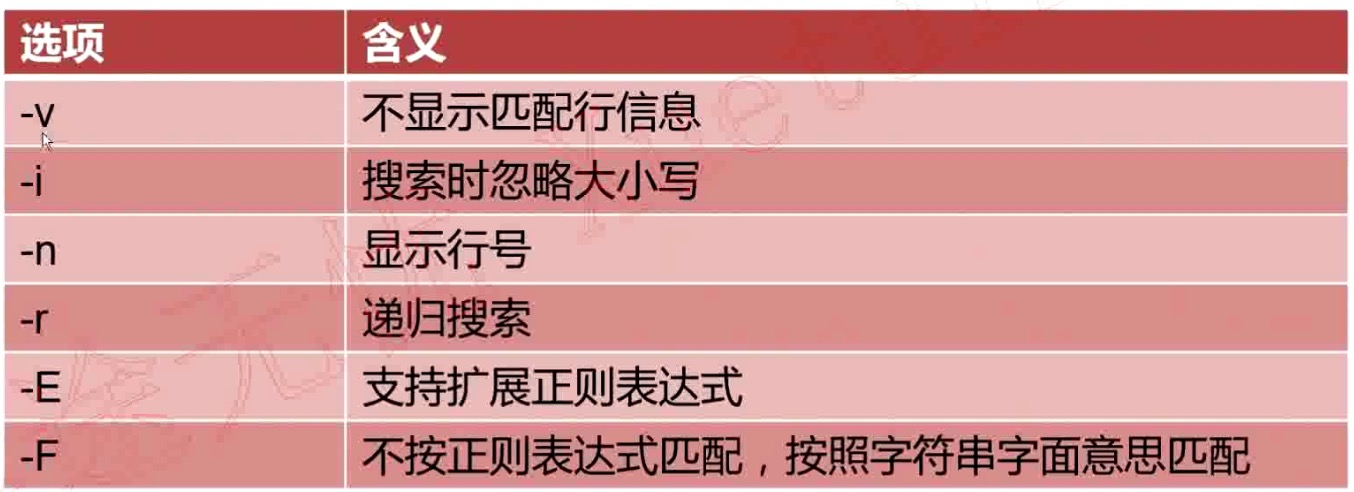 选项 含义
-v 不显示匹配行信息
-i 搜索时忽略大小写
-n 显示行号
-r 递归搜索
-E 支持扩展正则表达式
-F 不按正则表达式匹配，按照字符串字面意思匹配